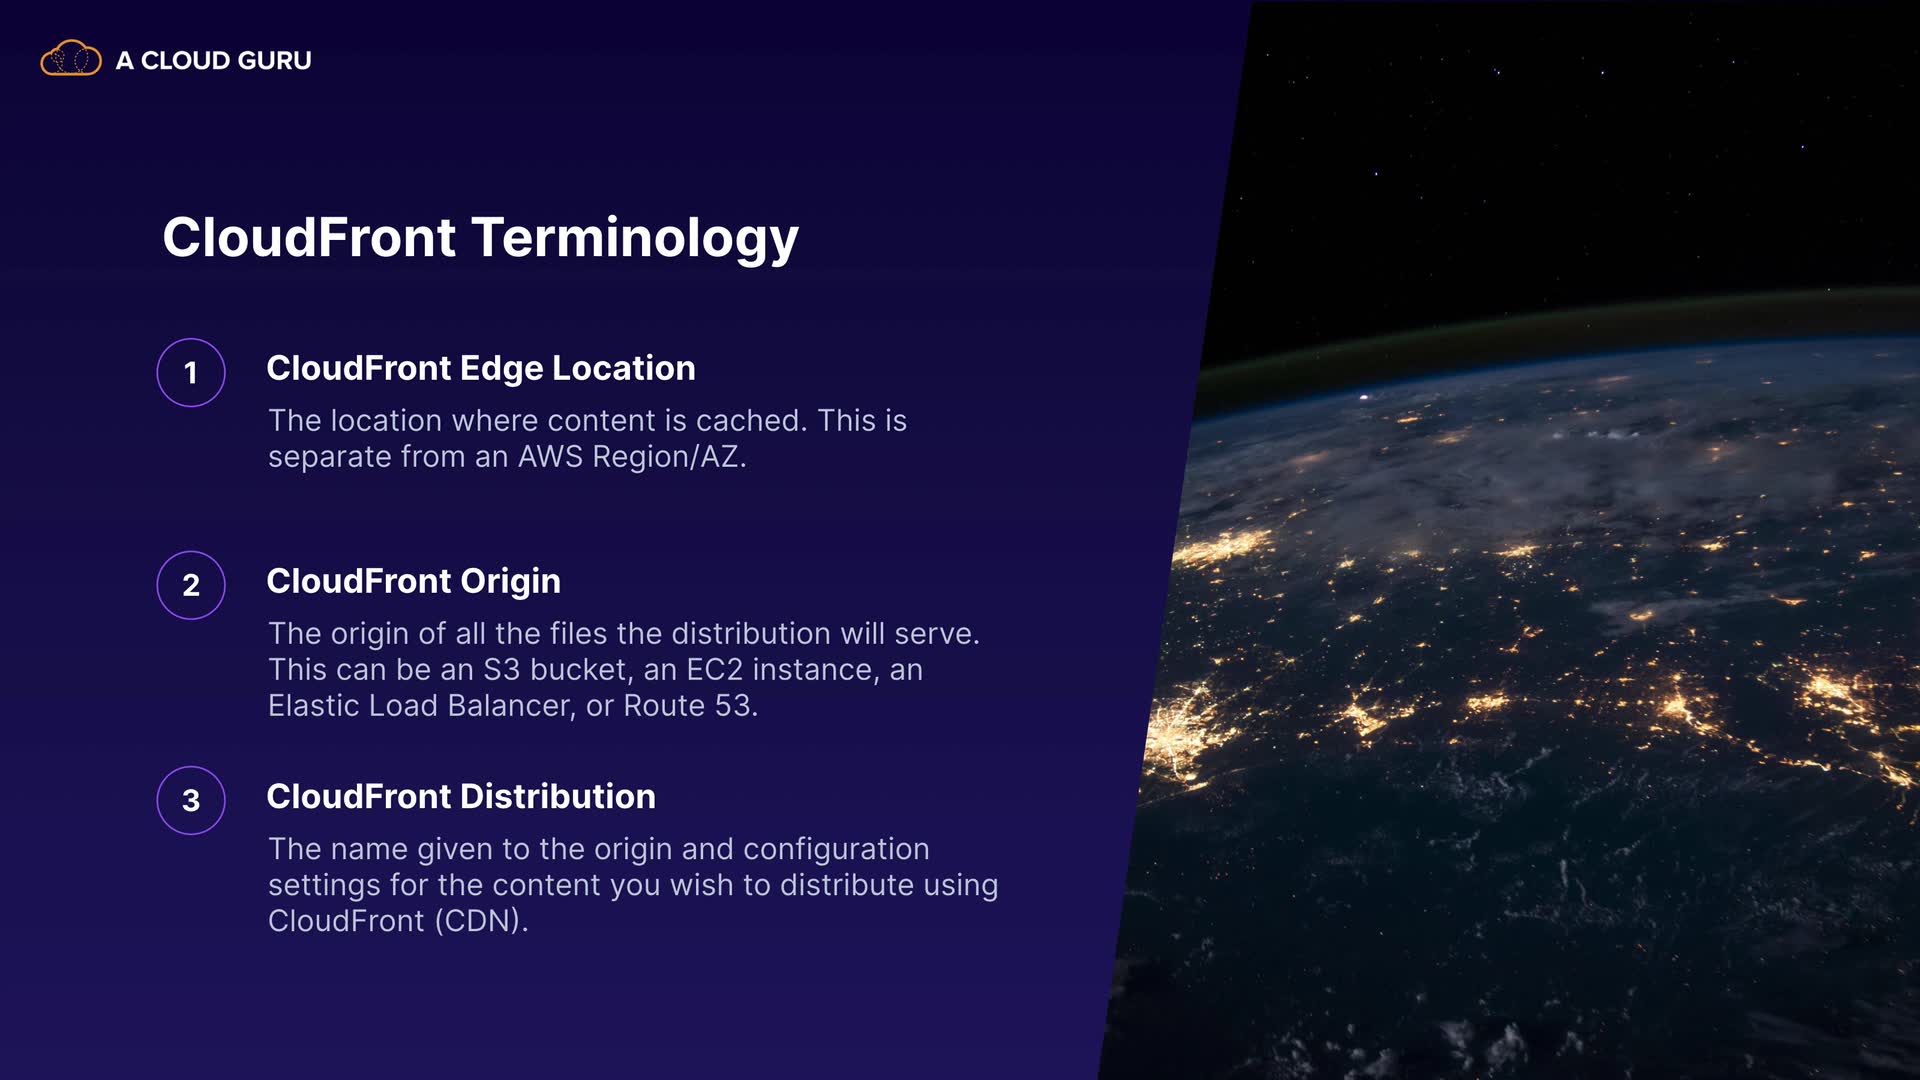 A CLOUD GURU
CloudFront Terminology
1
CloudFront Edge Location
The location where content is cached. This is
separate from an AWS Region/AZ.
2
CloudFront Origin
The origin of all the files the distribution will serve.
This can be an S3 bucket, an EC2 instance, an
Elastic Load Balancer, or Route 53.
3
CloudFront Distribution
The name given to the origin and configuration
settings for the content you wish to distribute using
CloudFront (CDN).